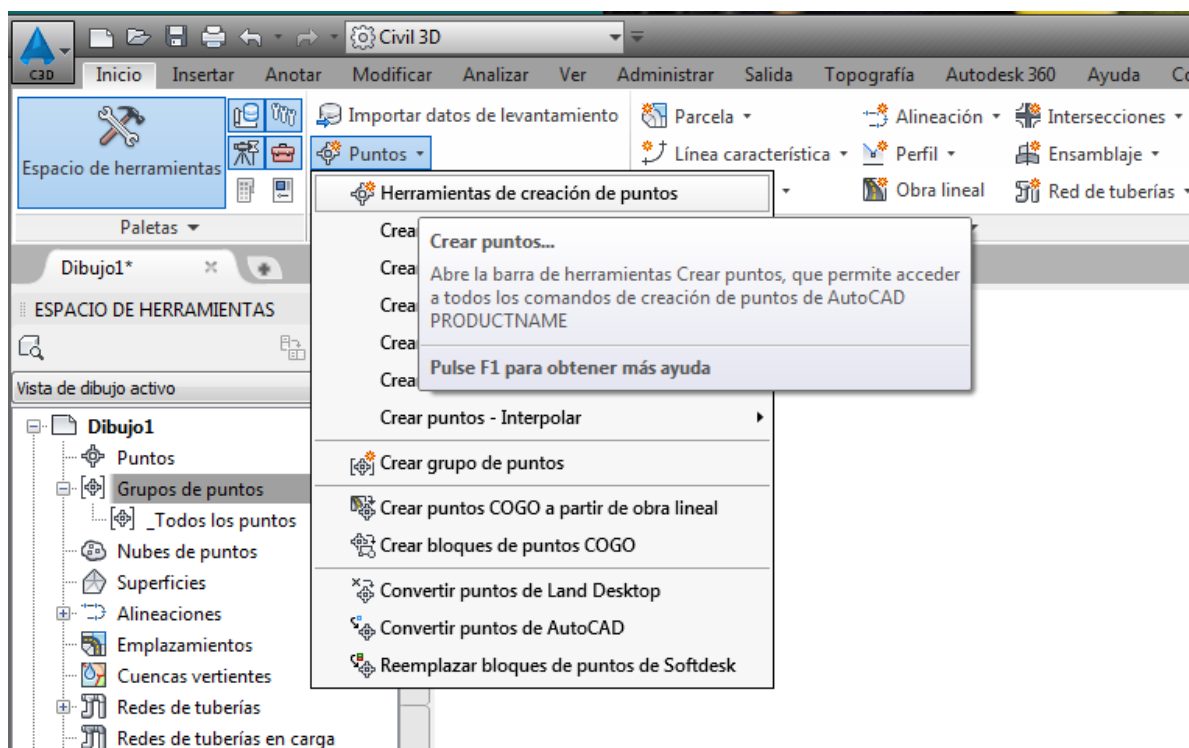 Civil 3D
C3D Inicio Insertar Anotar Modificar Analizar Ver Administrar Salida Topografía Autodesk 360 Ayuda
Importar datos de levantamiento Parcela Alineación Intersecciones
Espacio de herramientas Puntos Línea característica Perfil Ensamblaje
Obra lineal Red de tuberías
Paletas
Herramientas de creación de puntos
Crear puntos...
Abre la barra de herramientas Crear puntos, que permite acceder
a todos los comandos de creación de puntos de AutoCAD
PRODUCTNAME
Pulse F1 para obtener más ayuda
Crear puntos - Interpolar
Crear grupo de puntos
Crear puntos COGO a partir de obra lineal
Crear bloques de puntos COGO
Convertir puntos de Land Desktop
Convertir puntos de AutoCAD
Reemplazar bloques de puntos de Softdesk
Dibujo1*
ESPACIO DE HERRAMIENTAS
Vista de dibujo activo
Dibujo1
Puntos
Grupos de puntos
_Todos los puntos
Nubes de puntos
Superficies
Alineaciones
Emplazamientos
Cuencas vertientes
Redes de tuberías
Redes de tuberías en carga